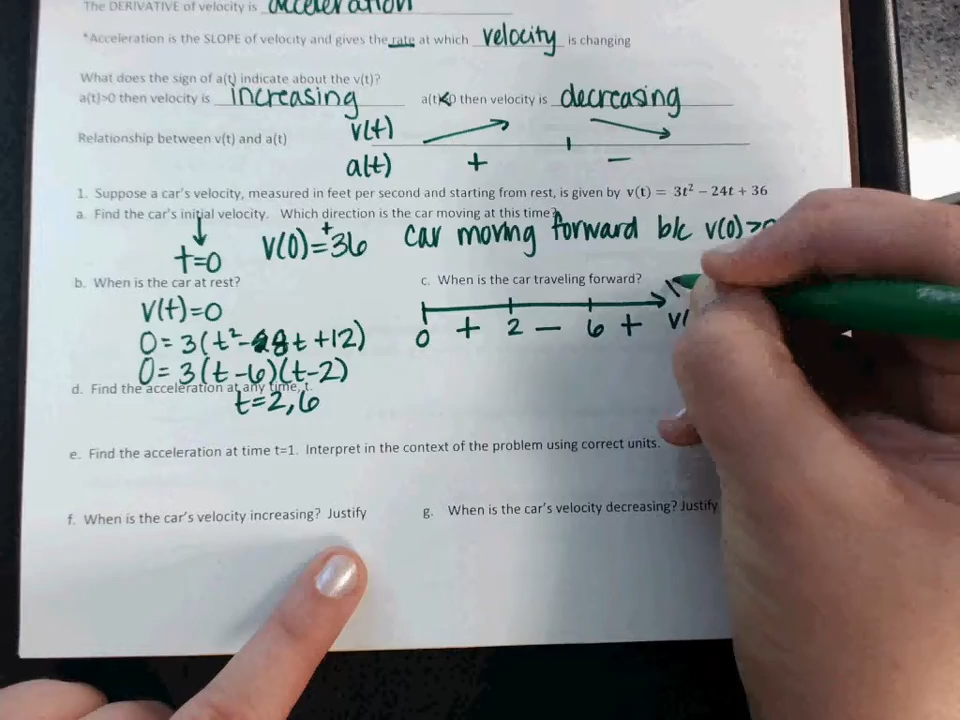 The DERIVATIVE of velocity is acceleration
*Acceleration is the SLOPE of velocity and gives the rate at which velocity is changing
What does the sign of a(t) indicate about the v(t)?
a(t)>0 then velocity is increasing a(t)<0 then velocity is decreasing
v(t)
Relationship between v(t) and a(t)
a(t) + −
1. Suppose a car's velocity, measured in feet per second and starting from rest, is given by v(t) = 3t² − 24t + 36
a. Find the car's initial velocity. Which direction is the car moving at this time?
t=0 v(0)=+36 car moving forward b/c v(0)>0
b. When is the car at rest? c. When is the car traveling forward?
v(t)=0
0 + 2 − 6 +
0=3(t²-8t+12)
0=3(t-6)(t-2)
d. Find the acceleration at any time, t.
t=2,6
e. Find the acceleration at time t=1. Interpret in the context of the problem using correct units.
f. When is the car's velocity increasing? Justify g. When is the car's velocity decreasing? Justify